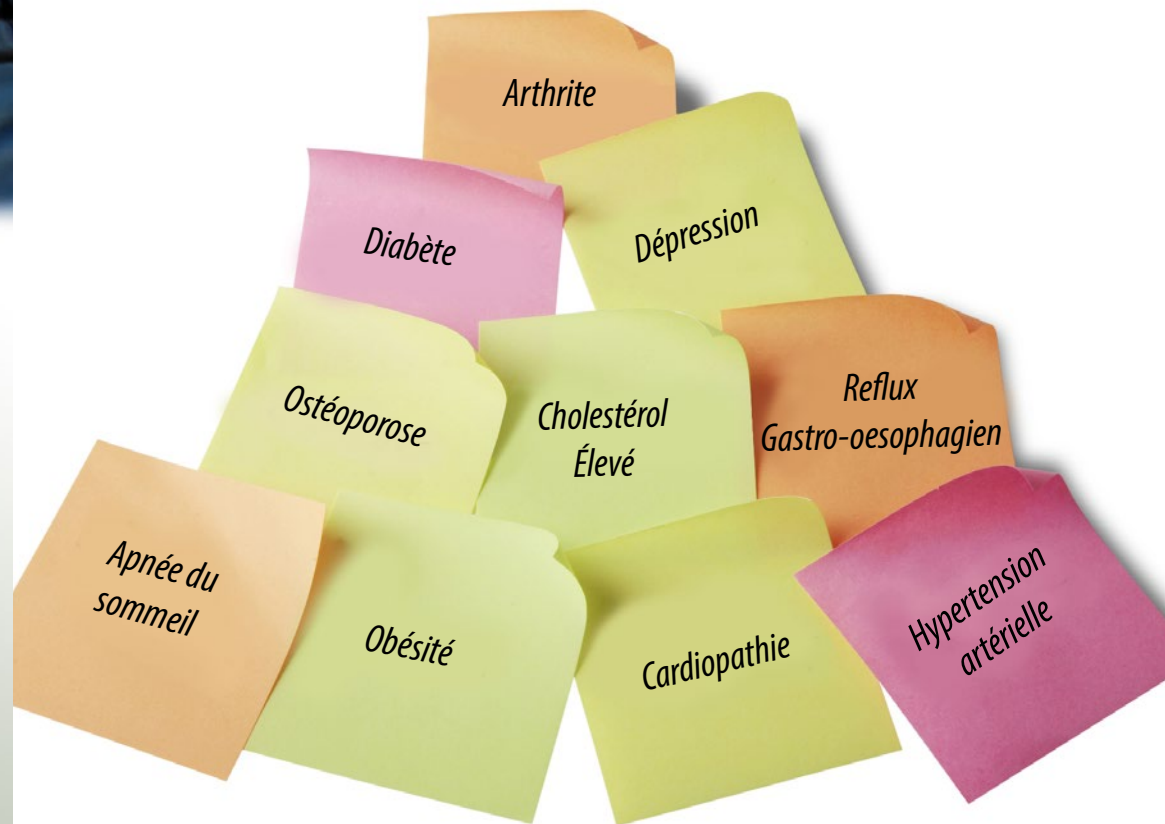 Arthrite
Dépression
Diabète
Ostéoporose
Cholestérol
Élevé
Reflux
Gastro-oesophagien
Apnée du
sommeil
Obésité
Cardiopathie
Hypertension
artérielle